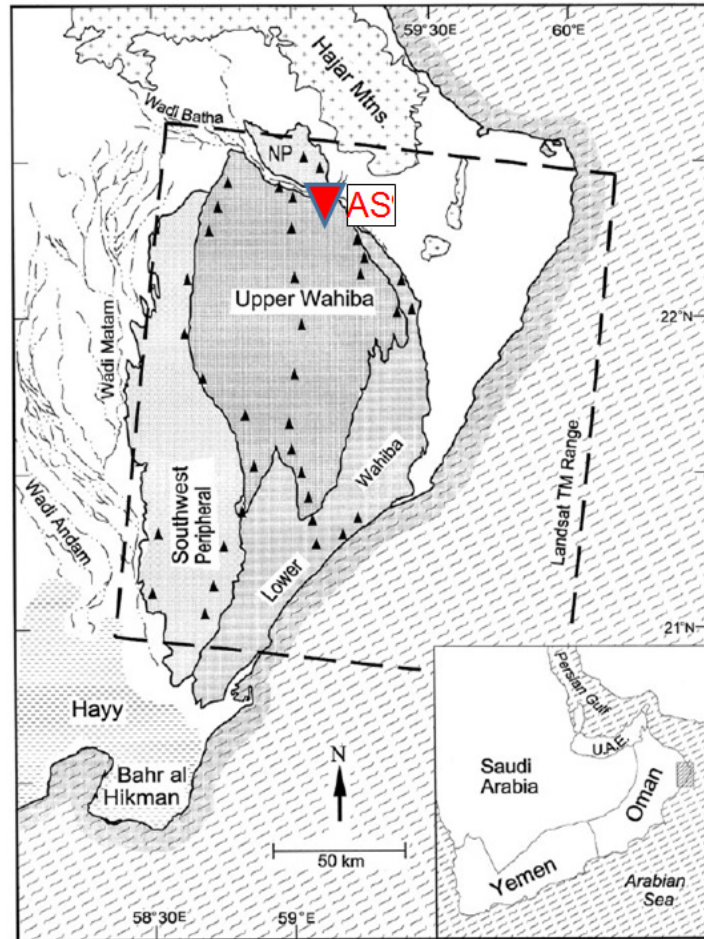 59°30'E
60°E
Hajar Mtns.
Wadi Batha
NP
AS
Upper Wahiba
22°N
Wadi Matam
Wahiba
Landsat TM Range
Wadi Andam
Southwest
Peripheral
Lower
21°N
Hayy
Persian Gulf
U.A.E.
Saudi
Arabia
Oman
Bahr al
Hikman
N
50 km
Yemen
Arabian
Sea
58°30'E
59°E